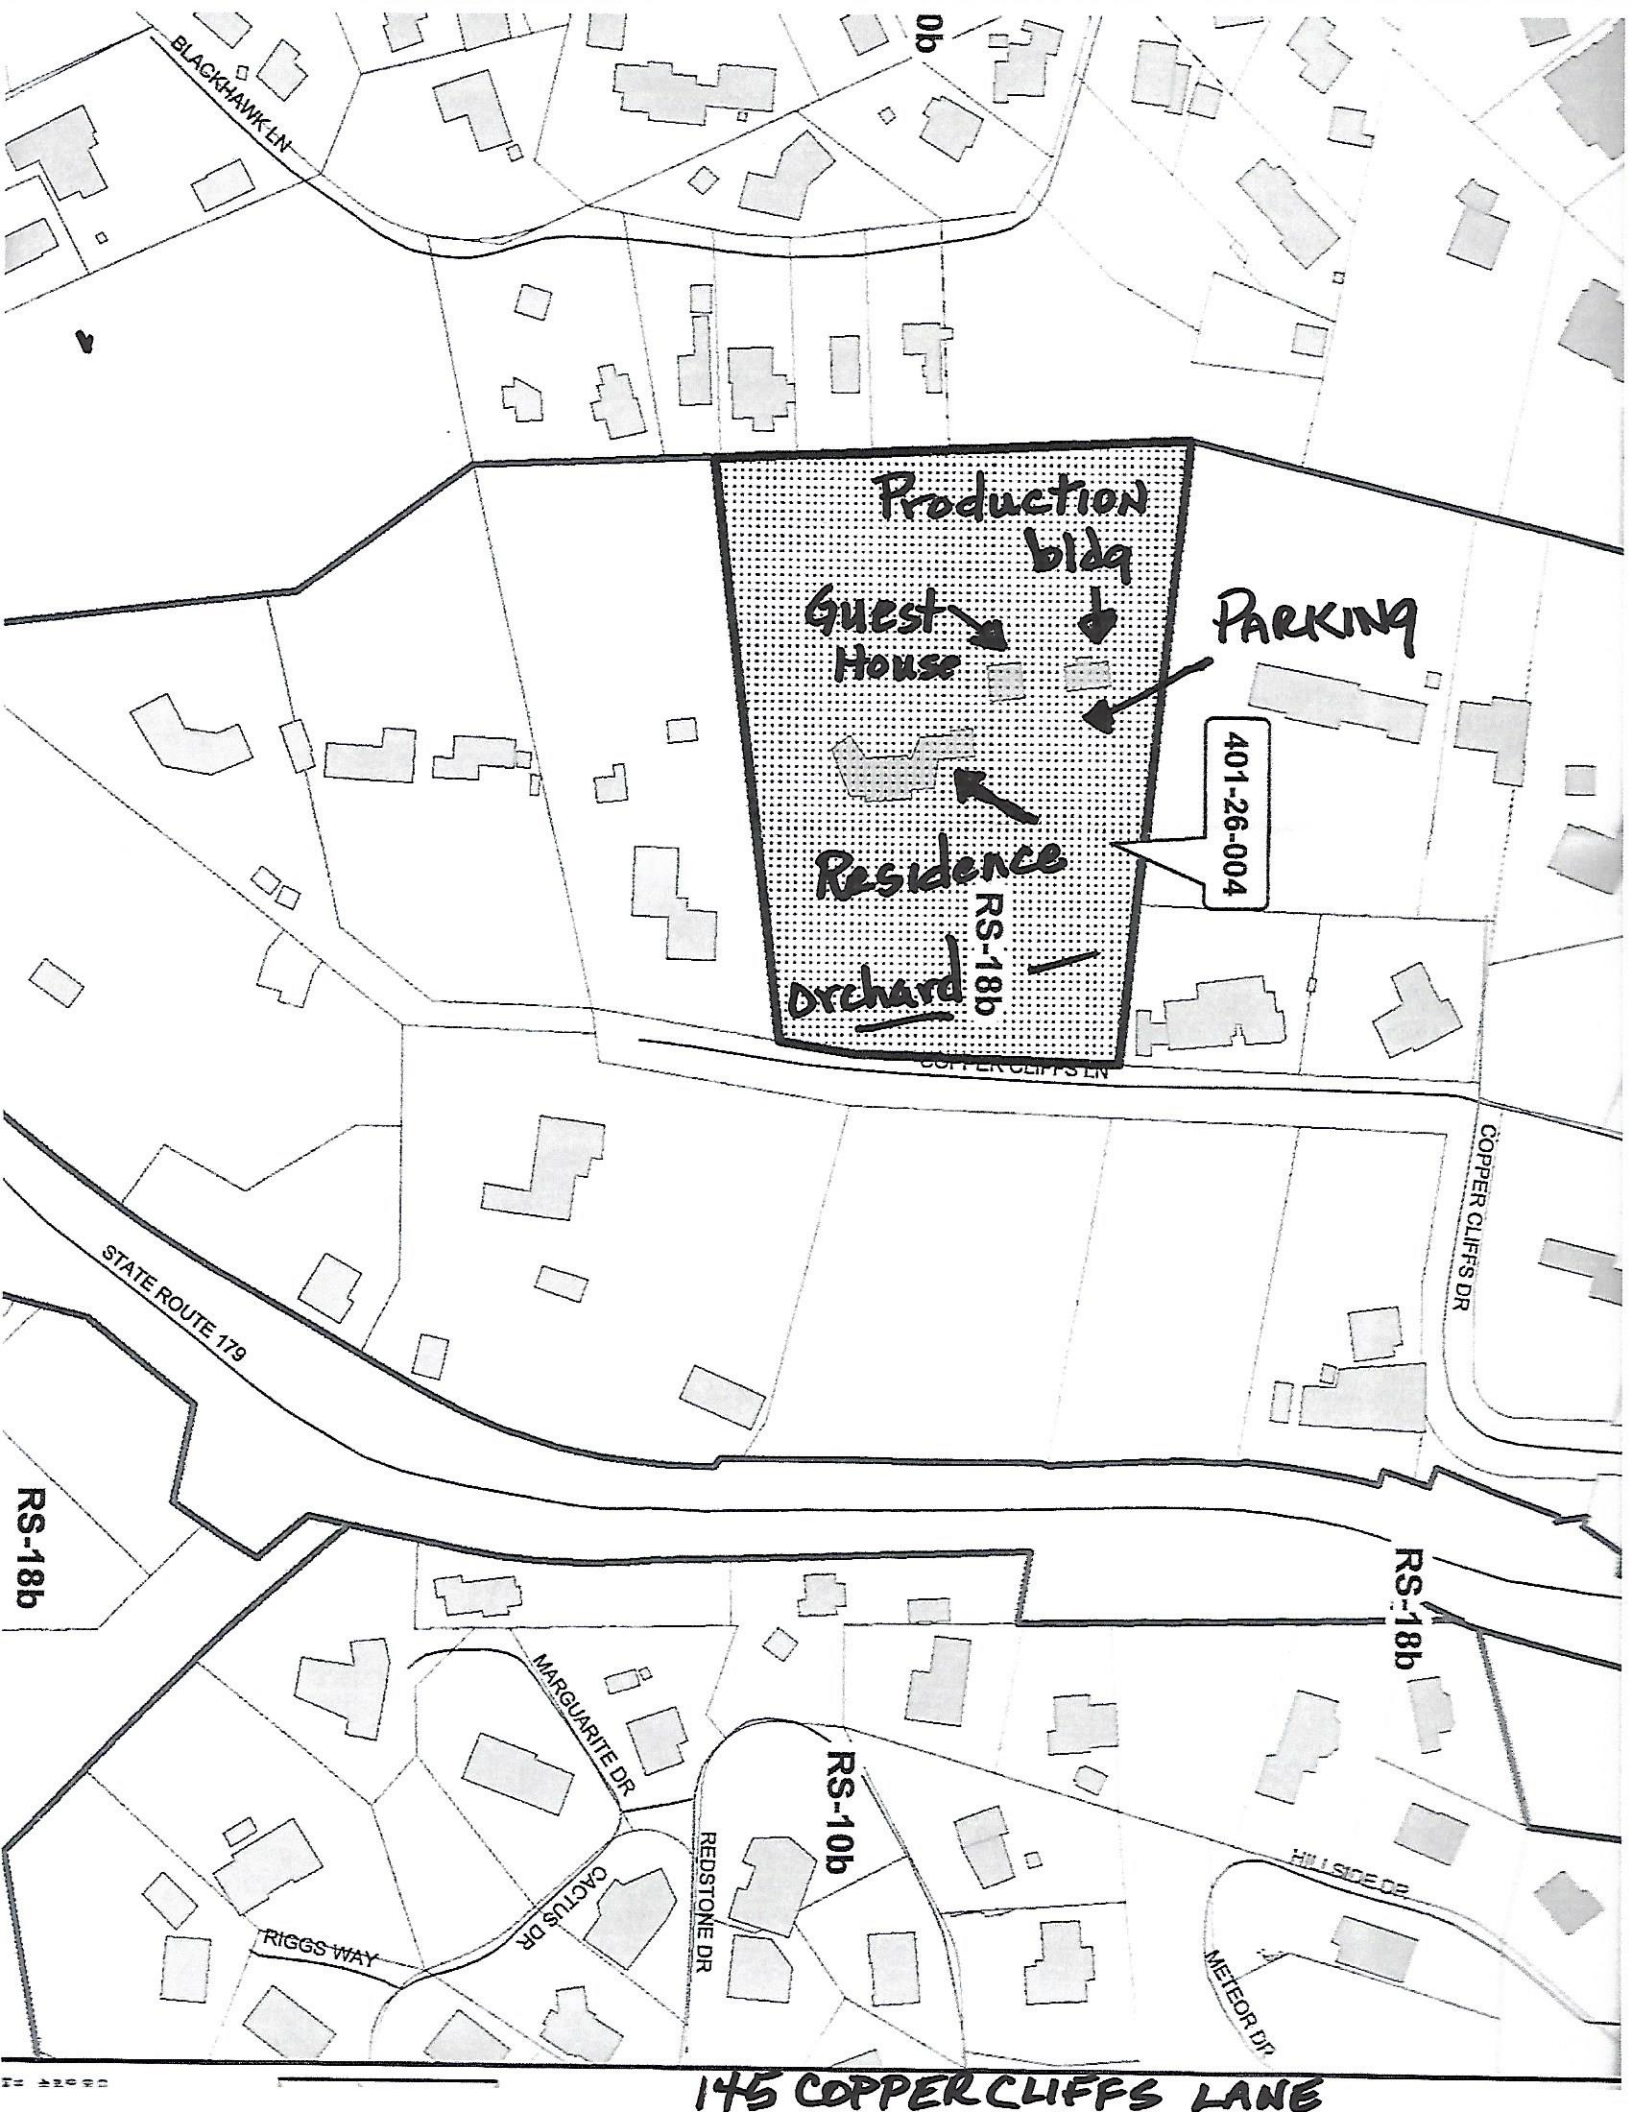 0b
BLACKHAWK LN
Production
bldg
Guest
House
PARKING
401-26-004
Residence
RS-18b
orchard
COPPER CLIFFS LN
COPPER CLIFFS DR
STATE ROUTE 179
RS-18b
RS-18b
MARGUARITE DR
RS-10b
REDSTONE DR
HILLSIDE DR
CACTUS DR
RIGGS WAY
METEOR DR
145 COPPER CLIFFS LANE